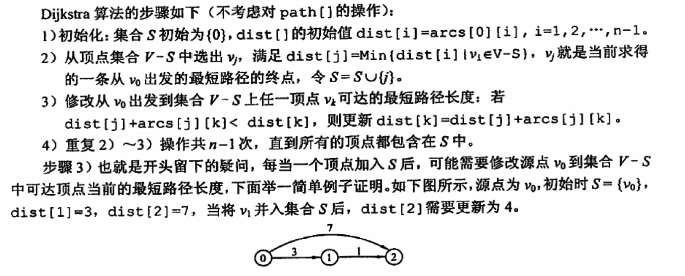 Dijkstra 算法的步骤如下（不考虑对 path[]的操作）：
1)初始化：集合 S 初始为{0}，dist[]的初始值 dist[i]=arcs[0][i]，i=1,2,…,n−1。
2) 从顶点集合 V−S 中选出 vⱼ，满足 dist[j]=Min{dist[i]|vᵢ∈V−S}，vⱼ 就是当前求得
的一条从 v₀ 出发的最短路径的终点，令 S=S∪{j}。
3) 修改从 v₀ 出发到集合 V−S 上任一顶点 vₖ 可达的最短路径长度：若
dist[j]+arcs[j][k]< dist[k]，则更新 dist[k]=dist[j]+arcs[j][k]。
4) 重复 2）～3）操作共 n−1 次，直到所有的顶点都包含在 S 中。
步骤 3）也就是开头留下的疑问，每当一个顶点加入 S 后，可能需要修改源点 v₀ 到集合 V−S
中可达顶点当前的最短路径长度，下面举一简单例子证明。如下图所示，源点为 v₀，初始时 S={v₀}，
dist[1]=3，dist[2]=7，当将 v₁ 并入集合 S 后，dist[2]需要更新为 4。
7
0 3 1 1 2